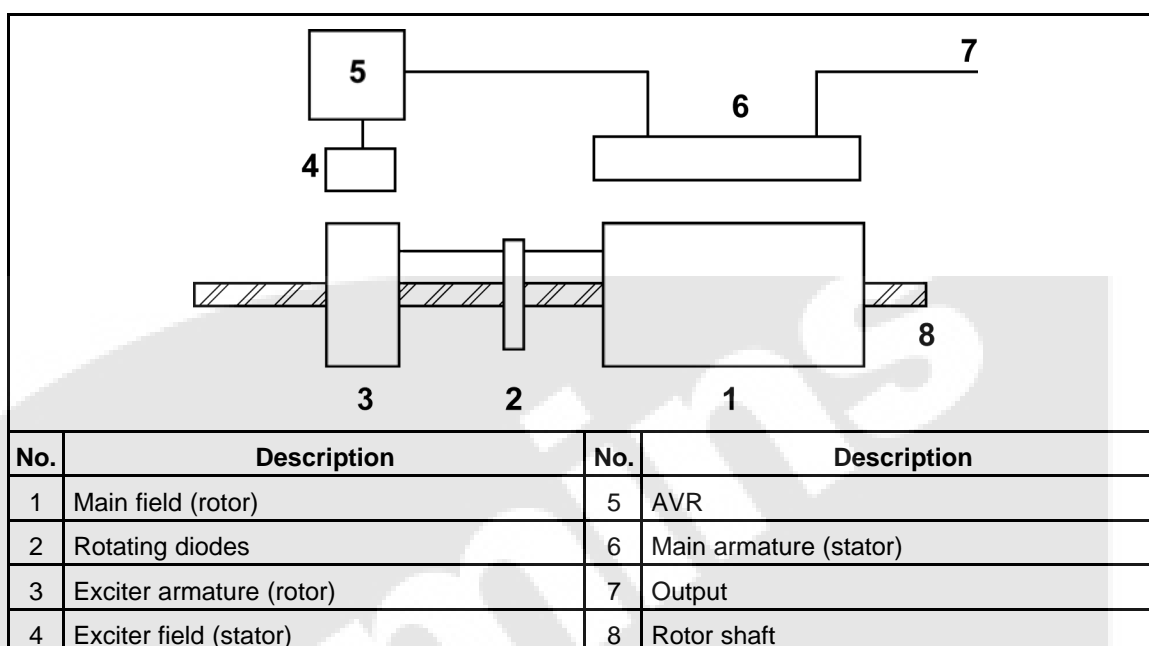 7
5
6
4
8
3 2 1
No. Description No. Description
1 Main field (rotor) 5 AVR
2 Rotating diodes 6 Main armature (stator)
3 Exciter armature (rotor) 7 Output
4 Exciter field (stator) 8 Rotor shaft